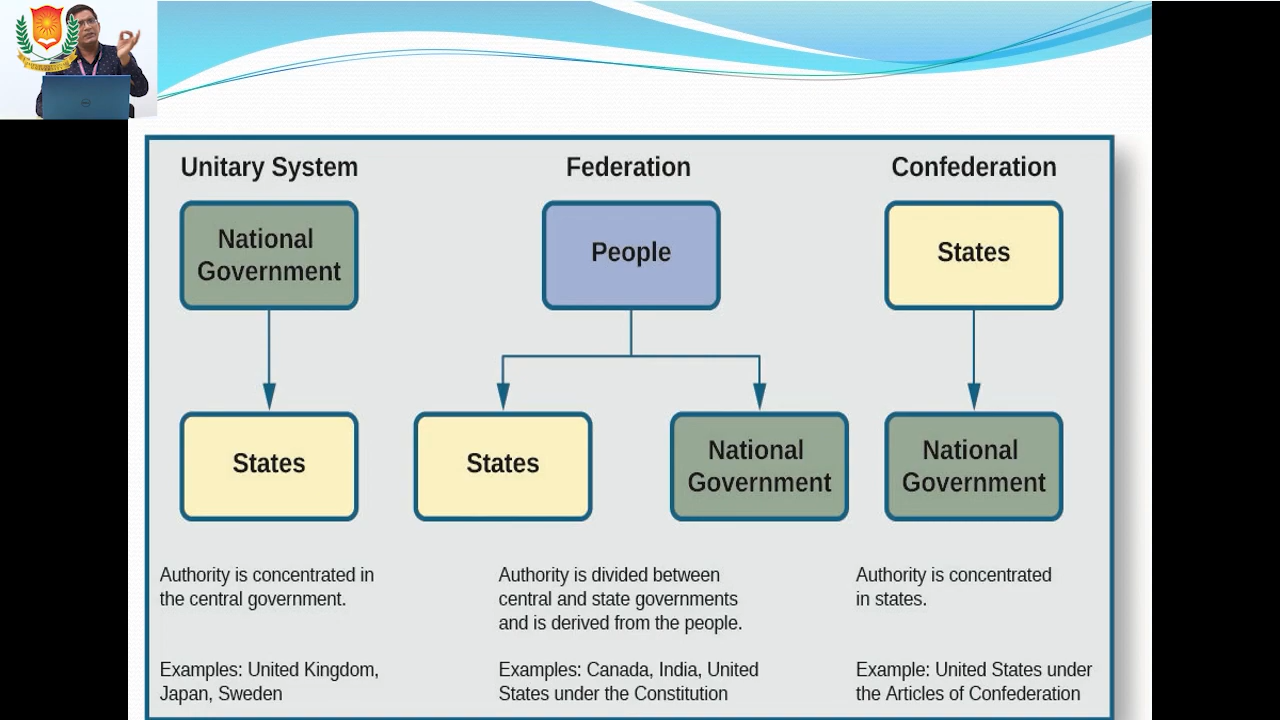 Unitary System
National
Government
States
Authority is concentrated in
the central government.
Examples: United Kingdom,
Japan, Sweden
Federation
People
States
National
Government
Authority is divided between
central and state governments
and is derived from the people.
Examples: Canada, India, United
States under the Constitution
Confederation
States
National
Government
Authority is concentrated
in states.
Example: United States under
the Articles of Confederation